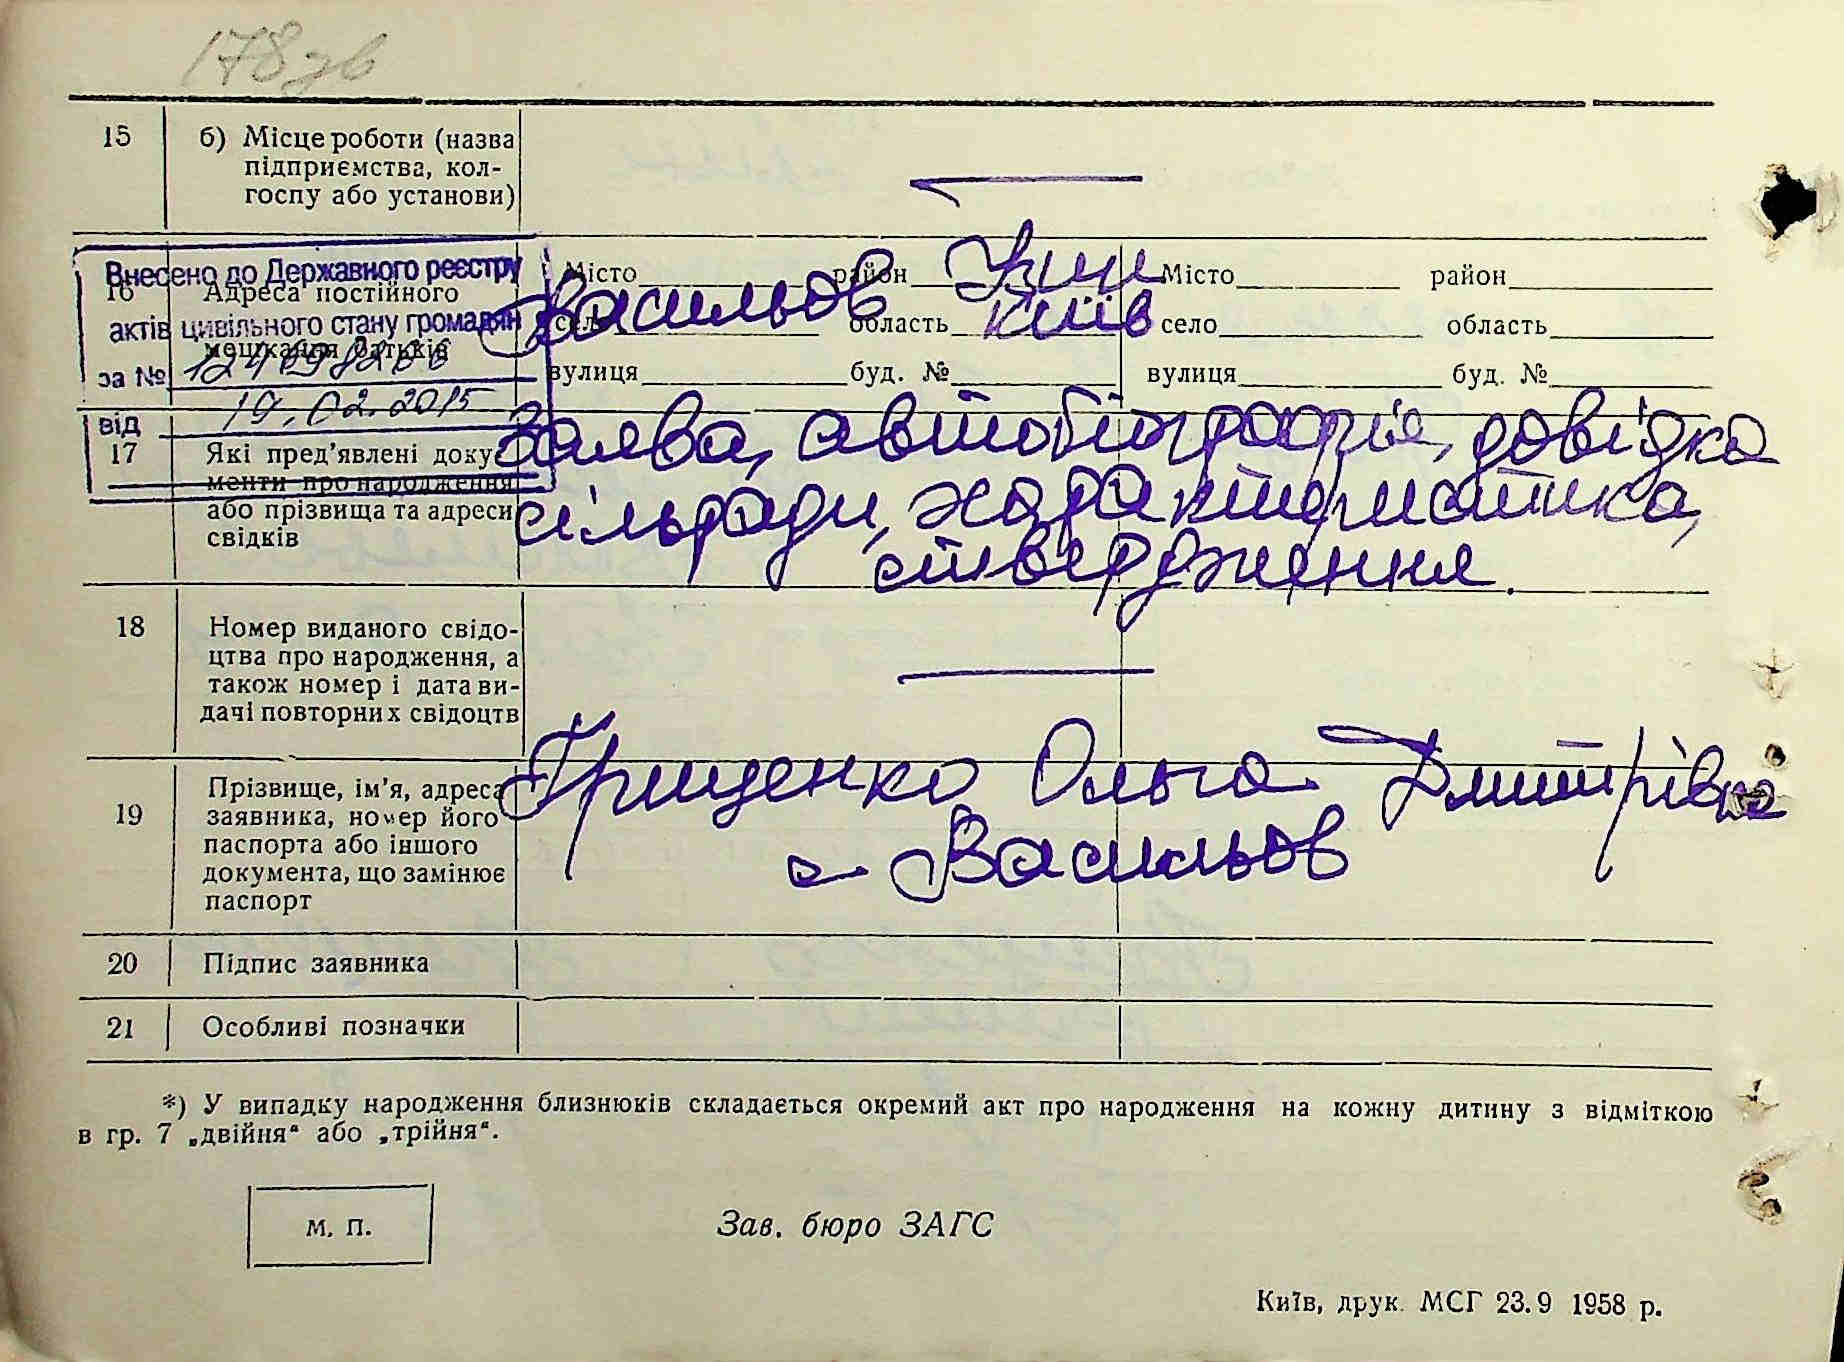 178зв
15 б) Місце роботи (назва
підприємства, кол-
госпу або установи)
Внесено до Державного реєстру
актів цивільного стану громадян
за №
від 19.02.2015
16 Адреса постійного
мешкання батьків
Місто район Узин Місто район
село Васильов область Київ село область
вулиця буд. № вулиця буд. №
17 Які пред'явлені доку-
менти про народження
або прізвища та адреси
свідків
Заява, автобіографія, довідка
сільради, характеристика,
ствердження.
18 Номер виданого свідо-
цтва про народження, а
також номер і дата ви-
дачі повторних свідоцтв
19 Прізвище, ім'я, адреса
заявника, номер його
паспорта або іншого
документа, що замінює
паспорт
Грищенко Ольга Дмитрівна
с. Васильов
20 Підпис заявника
21 Особливі позначки
*) У випадку народження близнюків складається окремий акт про народження на кожну дитину з відміткою
в гр. 7 „двійня“ або „трійня“.
М. П. Зав. бюро ЗАГС
Київ, друк. МСГ 23.9 1958 р.